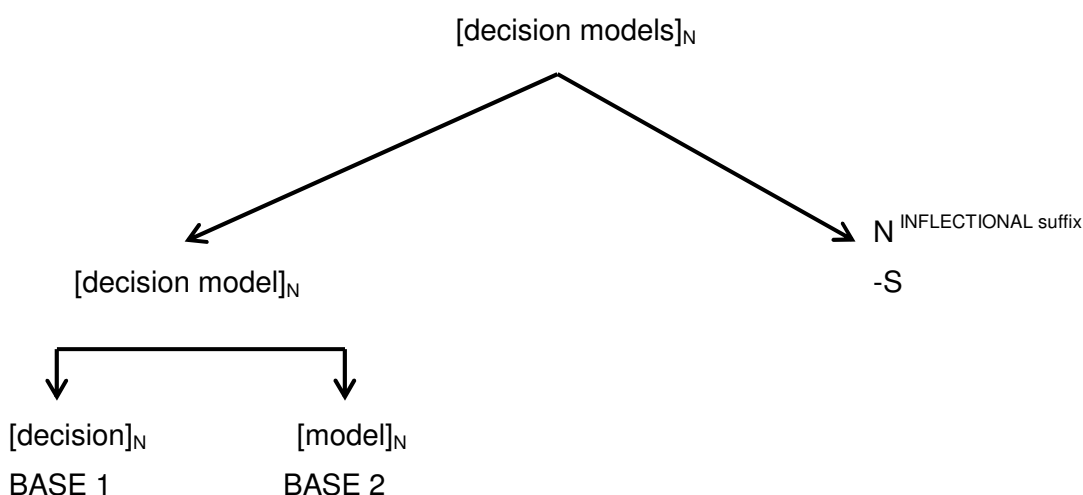 [decision models]N
N INFLECTIONAL suffix
[decision model]N
-S
[decision]N
[model]N
BASE 1
BASE 2